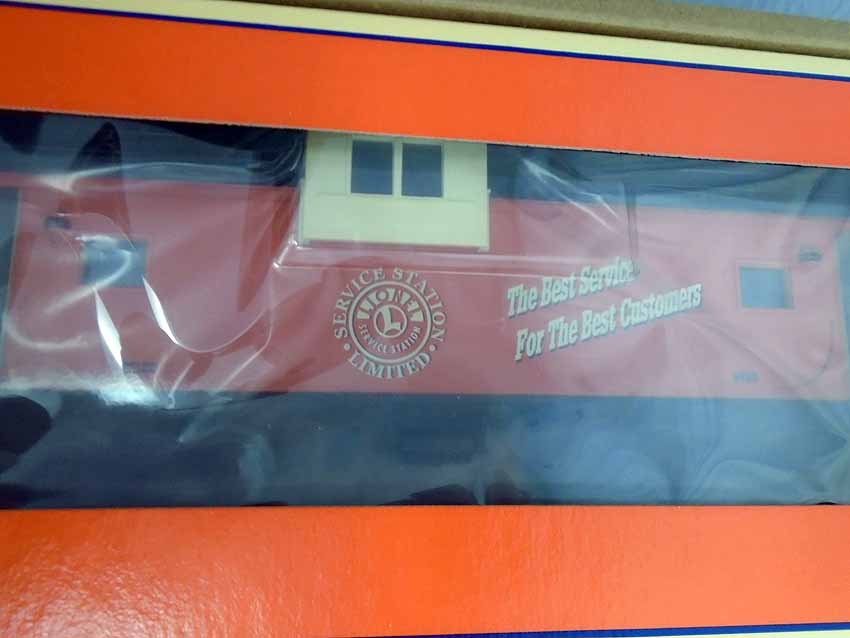 SERVICE STATION
LIONEL
SERVICE STATION
LIMITED
The Best Service
For The Best Customers